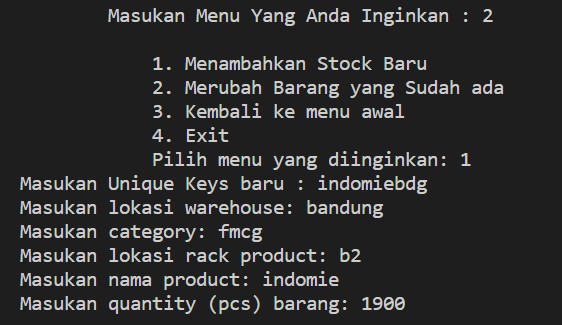 Masukan Menu Yang Anda Inginkan : 2
1. Menambahkan Stock Baru
2. Merubah Barang yang Sudah ada
3. Kembali ke menu awal
4. Exit
Pilih menu yang diinginkan: 1
Masukan Unique Keys baru : indomiebdg
Masukan lokasi warehouse: bandung
Masukan category: fmcg
Masukan lokasi rack product: b2
Masukan nama product: indomie
Masukan quantity (pcs) barang: 1900